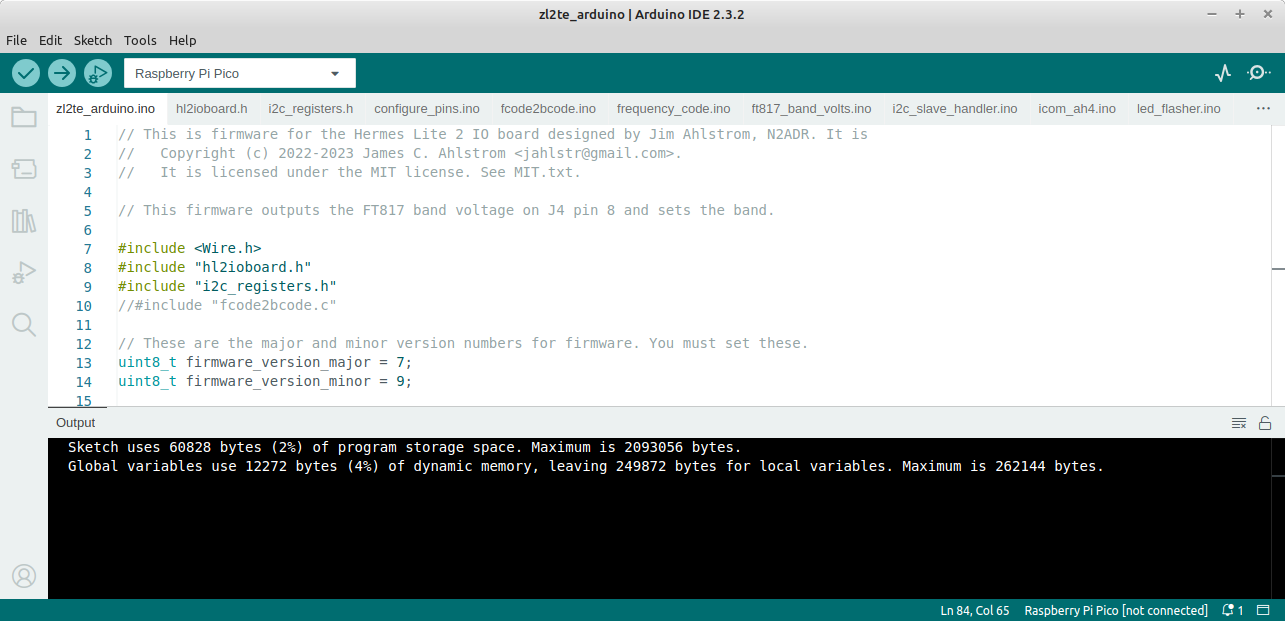 zl2te_arduino | Arduino IDE 2.3.2
File Edit Sketch Tools Help
Raspberry Pi Pico
zl2te_arduino.ino hl2ioboard.h i2c_registers.h configure_pins.ino fcode2bcode.ino frequency_code.ino ft817_band_volts.ino i2c_slave_handler.ino icom_ah4.ino led_flasher.ino ...
1 // This is firmware for the Hermes Lite 2 IO board designed by Jim Ahlstrom, N2ADR. It is
2 //   Copyright (c) 2022-2023 James C. Ahlstrom <jahlstr@gmail.com>.
3 //   It is licensed under the MIT license. See MIT.txt.
4
5 // This firmware outputs the FT817 band voltage on J4 pin 8 and sets the band.
6
7 #include <Wire.h>
8 #include "hl2ioboard.h"
9 #include "i2c_registers.h"
10 //#include "fcode2bcode.c"
11
12 // These are the major and minor version numbers for firmware. You must set these.
13 uint8_t firmware_version_major = 7;
14 uint8_t firmware_version_minor = 9;
15
Output
Sketch uses 60828 bytes (2%) of program storage space. Maximum is 2093056 bytes.
Global variables use 12272 bytes (4%) of dynamic memory, leaving 249872 bytes for local variables. Maximum is 262144 bytes.
Ln 84, Col 65 Raspberry Pi Pico [not connected] 1